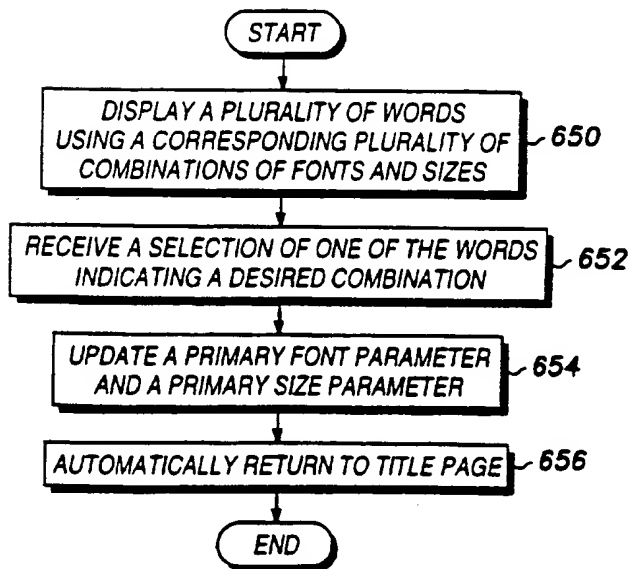 START
DISPLAY A PLURALITY OF WORDS
USING A CORRESPONDING PLURALITY OF
COMBINATIONS OF FONTS AND SIZES
650
RECEIVE A SELECTION OF ONE OF THE WORDS
INDICATING A DESIRED COMBINATION
652
UPDATE A PRIMARY FONT PARAMETER
AND A PRIMARY SIZE PARAMETER
654
AUTOMATICALLY RETURN TO TITLE PAGE
656
END